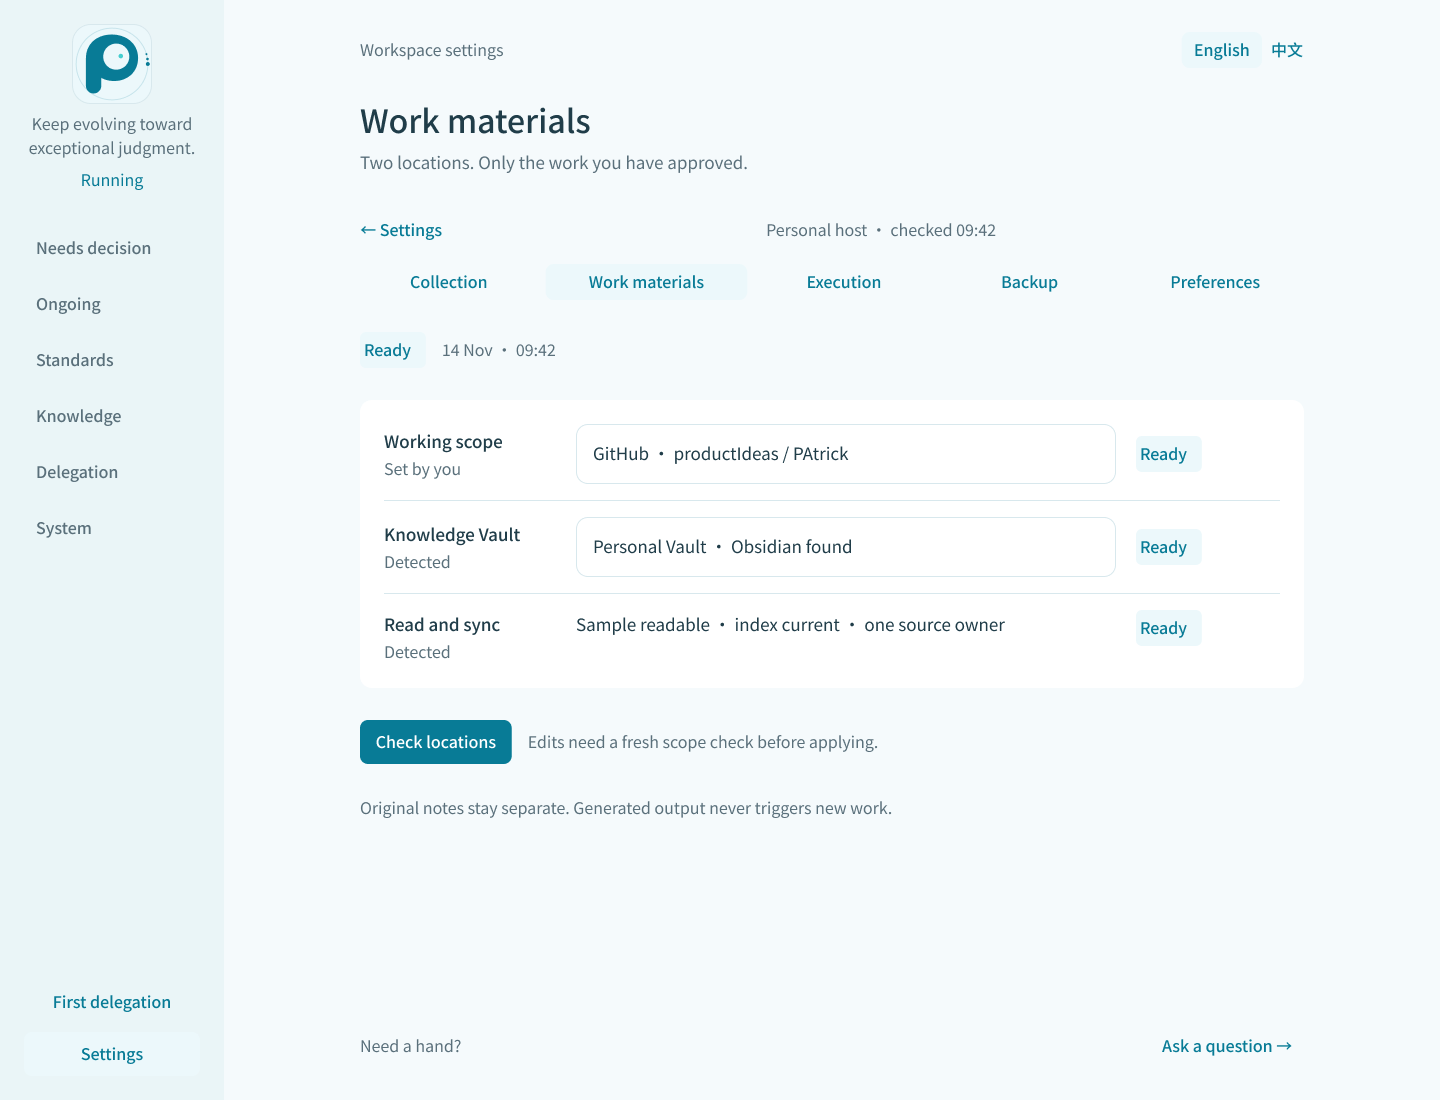 Keep evolving toward
exceptional judgment.
Running
Needs decision
Ongoing
Standards
Knowledge
Delegation
System
First delegation
Settings
Workspace settings
English 中文
Work materials
Two locations. Only the work you have approved.
← Settings
Personal host • checked 09:42
Collection Work materials Execution Backup Preferences
Ready 14 Nov • 09:42
Working scope
Set by you
GitHub • productIdeas / PAtrick
Ready
Knowledge Vault
Detected
Personal Vault • Obsidian found
Ready
Read and sync
Detected
Sample readable • index current • one source owner
Ready
Check locations
Edits need a fresh scope check before applying.
Original notes stay separate. Generated output never triggers new work.
Need a hand?
Ask a question →